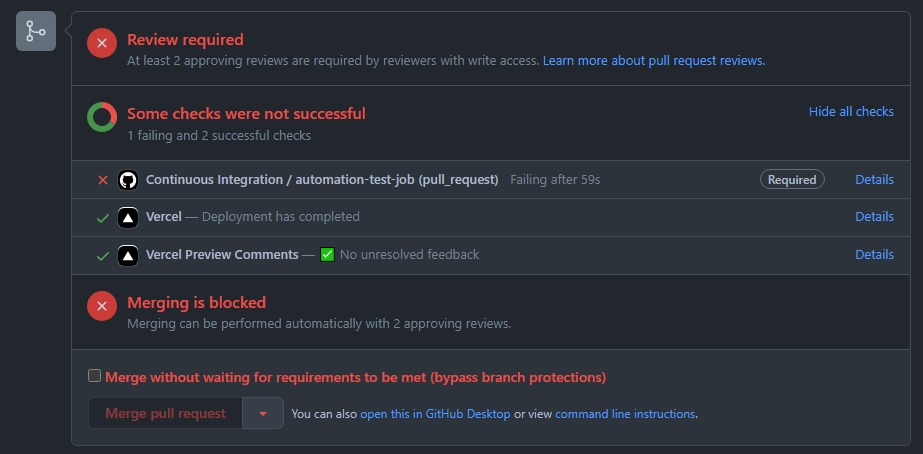 Review required
At least 2 approving reviews are required by reviewers with write access. Learn more about pull request reviews.
Some checks were not successful
Hide all checks
1 failing and 2 successful checks
Continuous Integration / automation-test-job (pull_request) Failing after 59s Required Details
Vercel — Deployment has completed Details
Vercel Preview Comments — ✅ No unresolved feedback Details
Merging is blocked
Merging can be performed automatically with 2 approving reviews.
Merge without waiting for requirements to be met (bypass branch protections)
Merge pull request You can also open this in GitHub Desktop or view command line instructions.